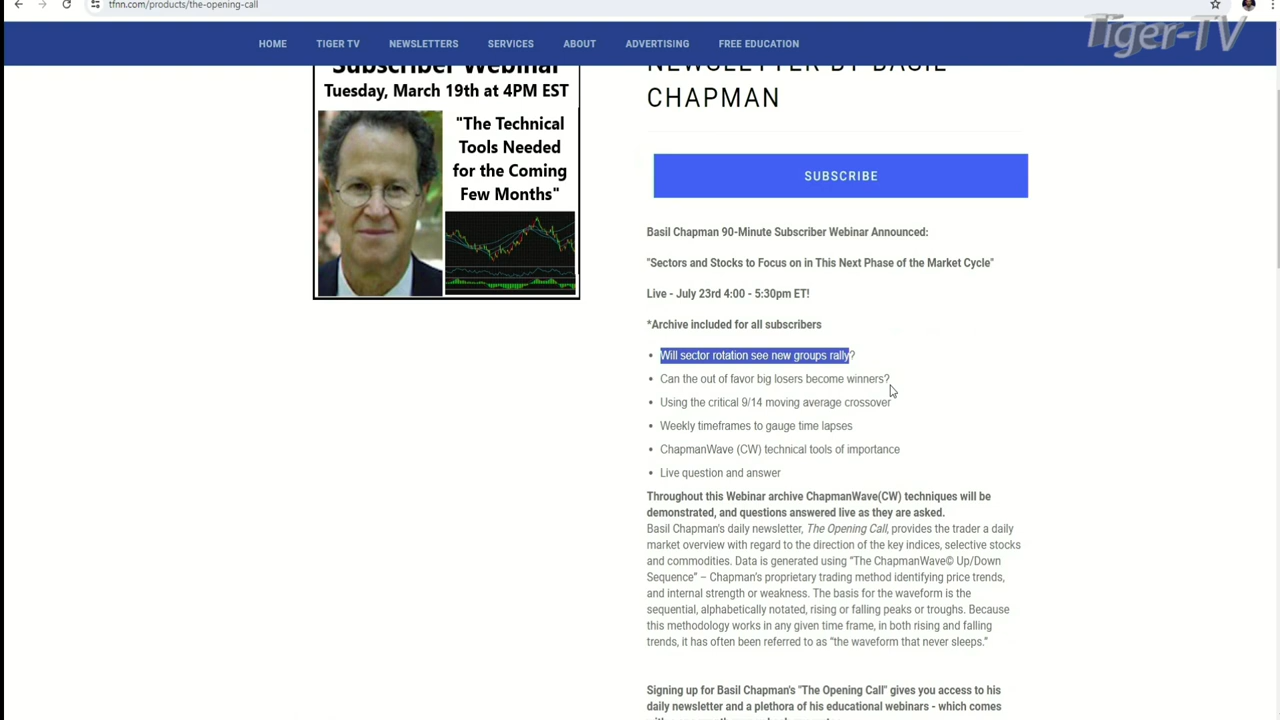 tfnn.com/products/the-opening-call
Tiger-TV
HOME TIGER TV NEWSLETTERS SERVICES ABOUT ADVERTISING FREE EDUCATION
Subscriber Webinar
Tuesday, March 19th at 4PM EST
"The Technical
Tools Needed
for the Coming
Few Months"
NEWSLETTER BY BASIL
CHAPMAN
SUBSCRIBE
Basil Chapman 90-Minute Subscriber Webinar Announced:
"Sectors and Stocks to Focus on in This Next Phase of the Market Cycle"
Live - July 23rd 4:00 - 5:30pm ET!
*Archive included for all subscribers
• Will sector rotation see new groups rally?
• Can the out of favor big losers become winners?
• Using the critical 9/14 moving average crossover
• Weekly timeframes to gauge time lapses
• ChapmanWave (CW) technical tools of importance
• Live question and answer
Throughout this Webinar archive ChapmanWave(CW) techniques will be
demonstrated, and questions answered live as they are asked.
Basil Chapman's daily newsletter, The Opening Call, provides the trader a daily
market overview with regard to the direction of the key indices, selective stocks
and commodities. Data is generated using “The ChapmanWave© Up/Down
Sequence” – Chapman's proprietary trading method identifying price trends,
and internal strength or weakness. The basis for the waveform is the
sequential, alphabetically notated, rising or falling peaks or troughs. Because
this methodology works in any given time frame, in both rising and falling
trends, it has often been referred to as “the waveform that never sleeps.”
Signing up for Basil Chapman's "The Opening Call" gives you access to his
daily newsletter and a plethora of his educational webinars - which comes